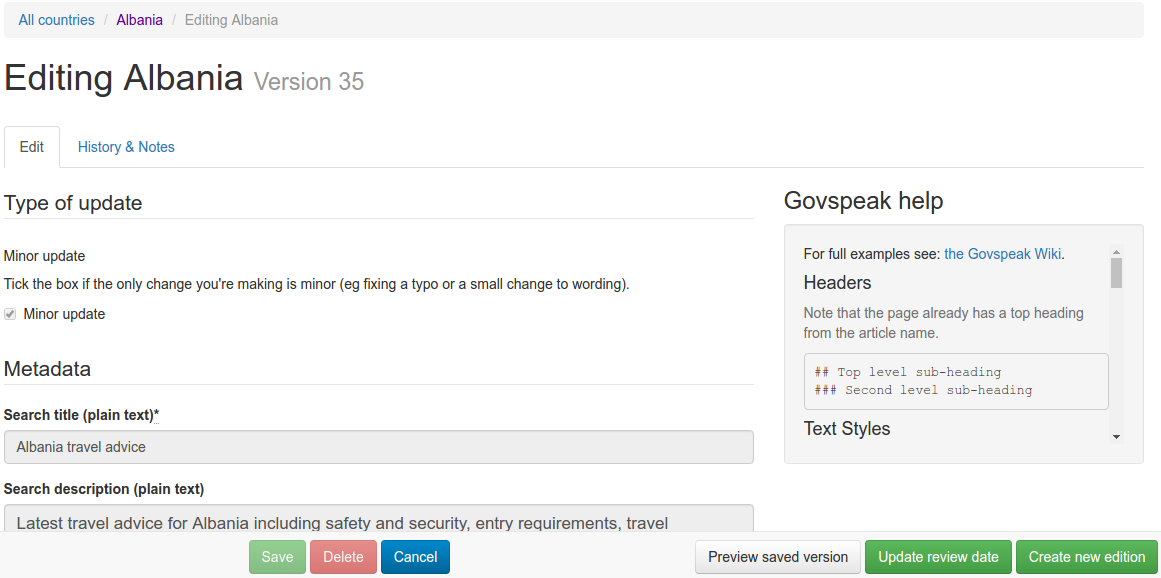 All countries / Albania / Editing Albania
Editing Albania Version 35
Edit History & Notes
Type of update
Minor update
Tick the box if the only change you're making is minor (eg fixing a typo or a small change to wording).
Minor update
Metadata
Search title (plain text)*
Albania travel advice
Search description (plain text)
Latest travel advice for Albania including safety and security, entry requirements, travel
Govspeak help
For full examples see: the Govspeak Wiki.
Headers
Note that the page already has a top heading
from the article name.
## Top level sub-heading
### Second level sub-heading
Text Styles
Save Delete Cancel Preview saved version Update review date Create new edition